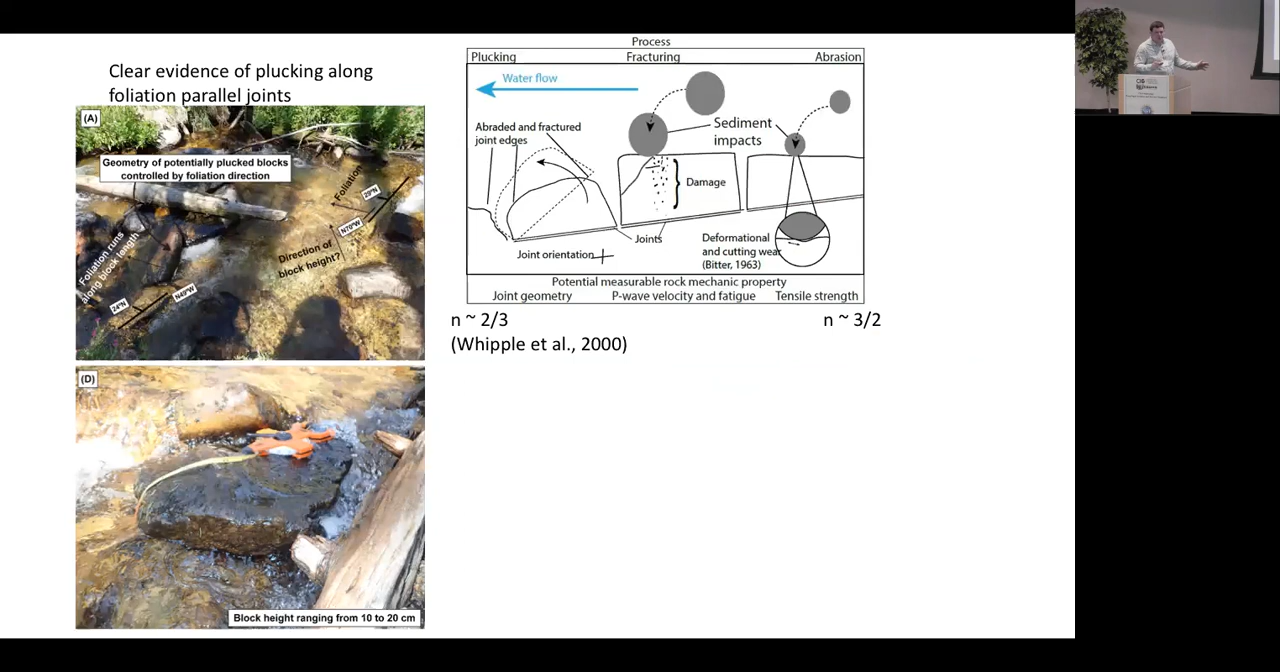 Clear evidence of plucking along
foliation parallel joints
(A)
Geometry of potentially plucked blocks
controlled by foliation direction
Foliation
29°N
N70°W
Direction of
block height?
Foliation runs
along block length
24°N
N49°W
(D)
Block height ranging from 10 to 20 cm
Process
Plucking
Fracturing
Abrasion
Water flow
Abraded and fractured
joint edges
Sediment
impacts
Damage
Joints
Joint orientation
Deformational
and cutting wear
(Bitter, 1963)
Potential measurable rock mechanic property
Joint geometry
P-wave velocity and fatigue
Tensile strength
n ~ 2/3
n ~ 3/2
(Whipple et al., 2000)